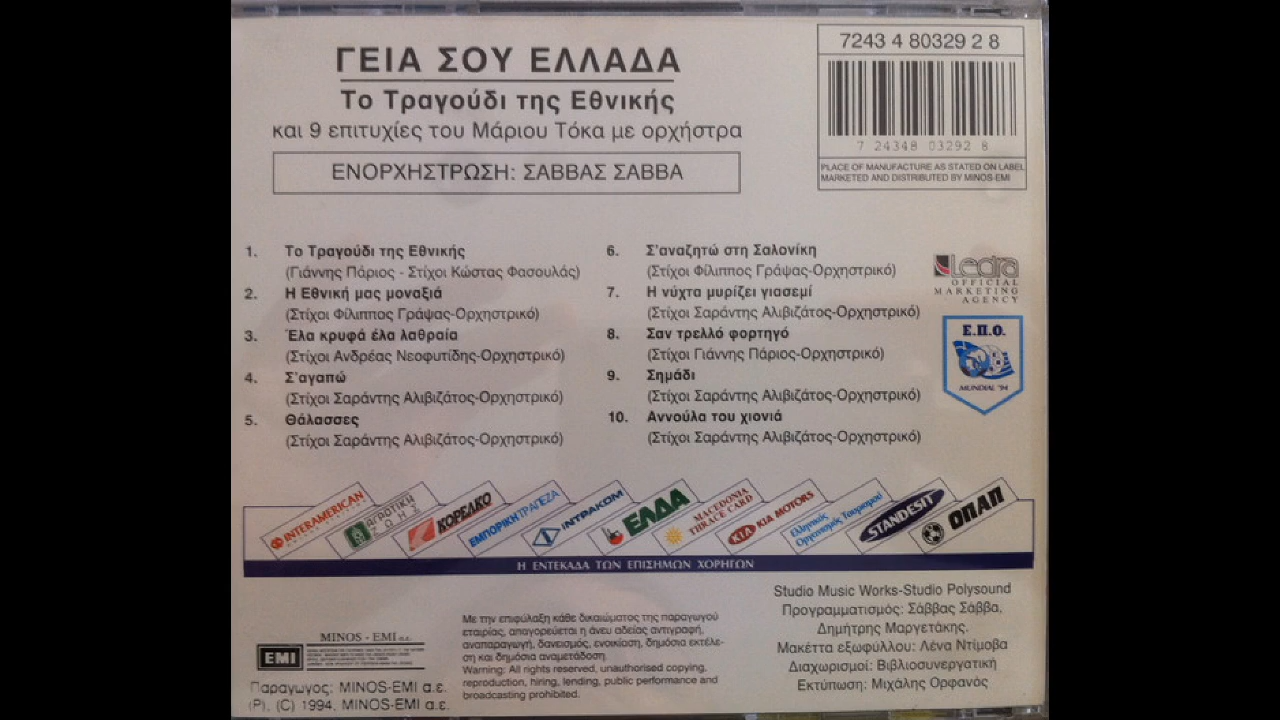 ΓΕΙΑ ΣΟΥ ΕΛΛΑΔΑ
Το Τραγούδι της Εθνικής
και 9 επιτυχίες του Μάριου Τόκα με ορχήστρα
ΕΝΟΡΧΗΣΤΡΩΣΗ: ΣΑΒΒΑΣ ΣΑΒΒΑ
7243 4 80329 2 8
7 24348 03292 8
PLACE OF MANUFACTURE AS STATED ON LABEL
MARKETED AND DISTRIBUTED BY MINOS-EMI
1. Το Τραγούδι της Εθνικής
(Γιάννης Πάριος - Στίχοι Κώστας Φασουλάς)
2. Η Εθνική μας μοναξιά
(Στίχοι Φίλιππος Γράψας-Ορχηστρικό)
3. Έλα κρυφά έλα λαθραία
(Στίχοι Ανδρέας Νεοφυτίδης-Ορχηστρικό)
4. Σ'αγαπώ
(Στίχοι Σαράντης Αλιβιζάτος-Ορχηστρικό)
5. Θάλασσες
(Στίχοι Σαράντης Αλιβιζάτος-Ορχηστρικό)
6. Σ'αναζητώ στη Σαλονίκη
(Στίχοι Φίλιππος Γράψας-Ορχηστρικό)
7. Η νύχτα μυρίζει γιασεμί
(Στίχοι Σαράντης Αλιβιζάτος-Ορχηστρικό)
8. Σαν τρελλό φορτηγό
(Στίχοι Γιάννης Πάριος-Ορχηστρικό)
9. Σημάδι
(Στίχοι Σαράντης Αλιβιζάτος-Ορχηστρικό)
10. Αννούλα του χιονιά
(Στίχοι Σαράντης Αλιβιζάτος-Ορχηστρικό)
Ledra
OFFICIAL
MARKETING
AGENCY
Ε.Π.Ο.
MUNDIAL '94
INTERAMERICAN
ΑΓΡΟΤΙΚΗ
ΖΩΗΣ
ΚΟΡΕΛΚΟ
ΕΜΠΟΡΙΚΗ ΤΡΑΠΕΖΑ
ΙΝΤΡΑΚΟΜ
ΕΛΔΑ
MACEDONIA
THRACE CARD
KIA KIA MOTORS
Ελληνικός
Οργανισμός Τουρισμού
STANDESIT
ΟΠΑΠ
Η ΕΝΤΕΚΑΔΑ ΤΩΝ ΕΠΙΣΗΜΩΝ ΧΟΡΗΓΩΝ
MINOS - EMI α.ε.
EMI
Παραγωγος: MINOS-EMI α.ε.
(P), (C) 1994, MINOS-EMI α.ε.
Με την επιφύλαξη κάθε δικαιώματος της παραγωγού
εταιρίας, απαγορεύεται η άνευ αδείας αντιγραφή,
αναπαραγωγή, δανεισμός, ενοικίαση, δημόσια εκτέλε-
ση και δημόσια αναμετάδοση.
Warning: All rights reserved, unauthorised copying,
reproduction, hiring, lending, public performance and
broadcasting prohibited.
Studio Music Works-Studio Polysound
Προγραμματισμός: Σάββας Σάββα,
Δημήτρης Μαργετάκης.
Μακέττα εξωφύλλου: Λένα Ντίμοβα
Διαχωρισμοί: Βιβλιοσυνεργατική
Εκτύπωση: Μιχάλης Ορφανός